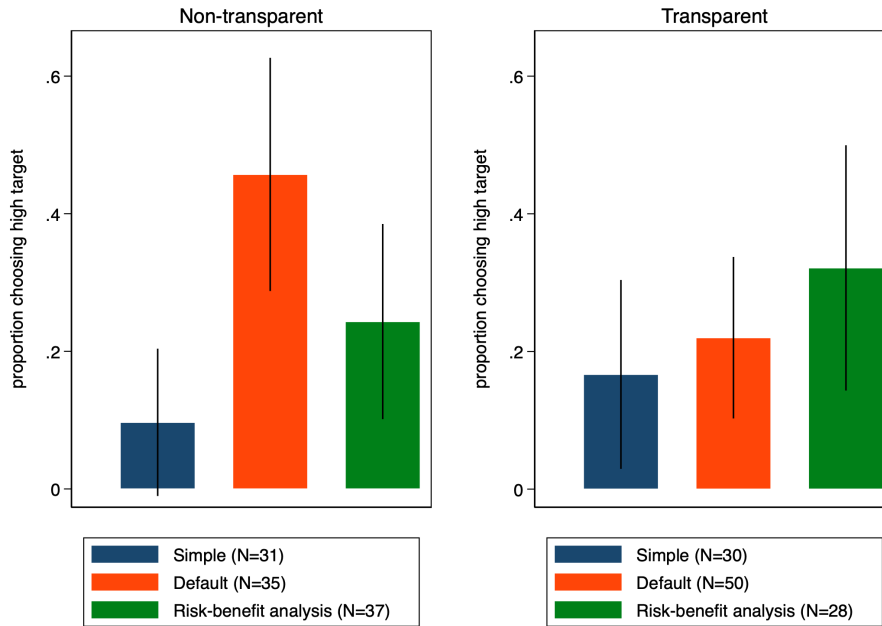 Non-transparent
proportion choosing high target
.6
.4
.2
0
Simple (N=31)
Default (N=35)
Risk-benefit analysis (N=37)
Transparent
proportion choosing high target
.6
.4
.2
0
Simple (N=30)
Default (N=50)
Risk-benefit analysis (N=28)